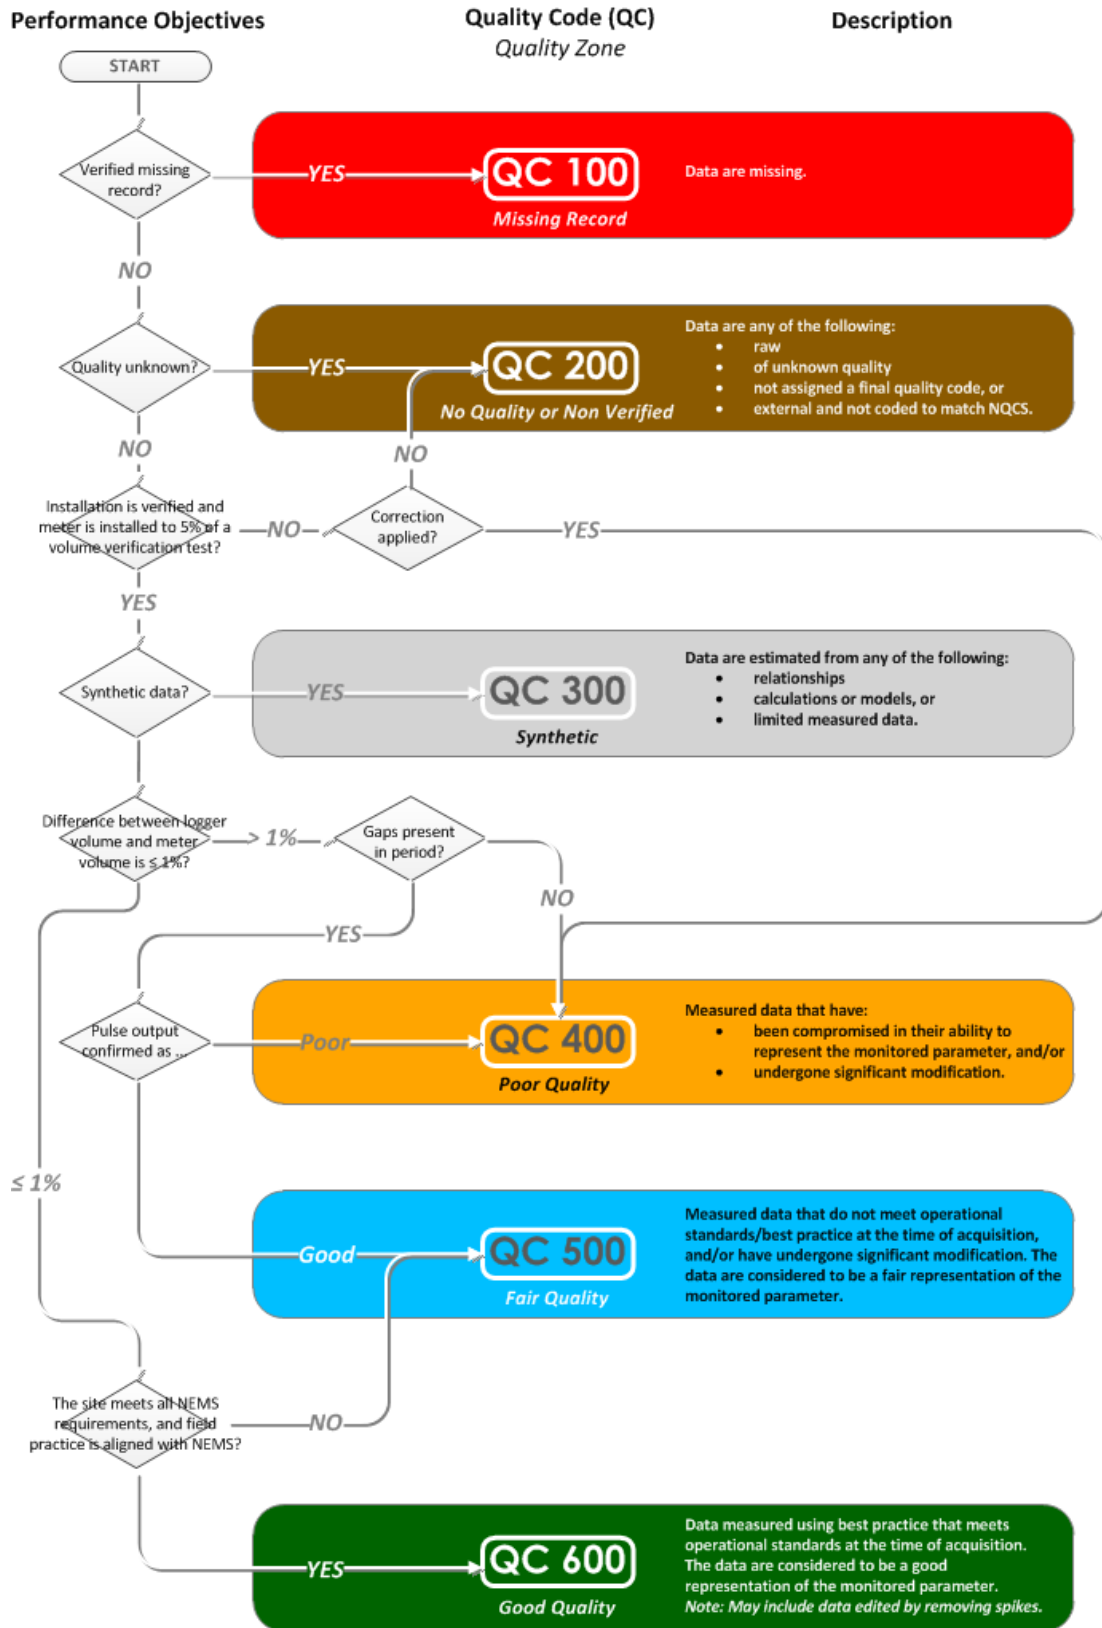 Performance Objectives
Quality Code (QC)
Quality Zone
Description
START
Verified missing
record?
YES
QC 100
Missing Record
Data are missing.
NO
Quality unknown?
YES
QC 200
No Quality or Non Verified
Data are any of the following:
• raw
• of unknown quality
• not assigned a final quality code, or
• external and not coded to match NQCS.
NO
NO
Installation is verified and
meter is installed to 5% of a
volume verification test?
NO
Correction
applied?
YES
YES
Synthetic data?
YES
QC 300
Synthetic
Data are estimated from any of the following:
• relationships
• calculations or models, or
• limited measured data.
Difference between logger
volume and meter
volume is ≤ 1%?
> 1%
Gaps present
in period?
NO
YES
Pulse output
confirmed as ...
Poor
QC 400
Poor Quality
Measured data that have:
• been compromised in their ability to
represent the monitored parameter, and/or
• undergone significant modification.
≤ 1%
Good
QC 500
Fair Quality
Measured data that do not meet operational
standards/best practice at the time of acquisition,
and/or have undergone significant modification. The
data are considered to be a fair representation of the
monitored parameter.
The site meets all NEMS
requirements, and field
practice is aligned with NEMS?
NO
YES
QC 600
Good Quality
Data measured using best practice that meets
operational standards at the time of acquisition.
The data are considered to be a good
representation of the monitored parameter.
Note: May include data edited by removing spikes.